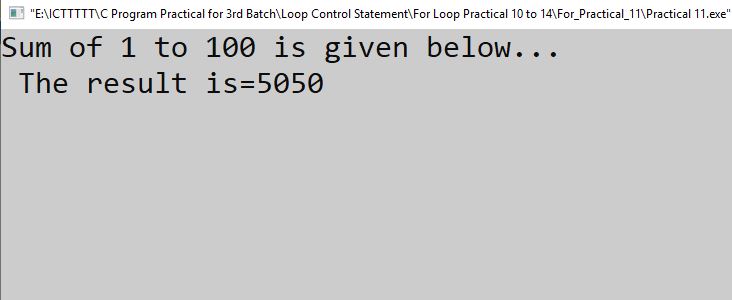 "E:\ICTTTTT\C Program Practical for 3rd Batch\Loop Control Statement\For Loop Practical 10 to 14\For_Practical_11\Practical 11.exe"
Sum of 1 to 100 is given below...
The result is=5050